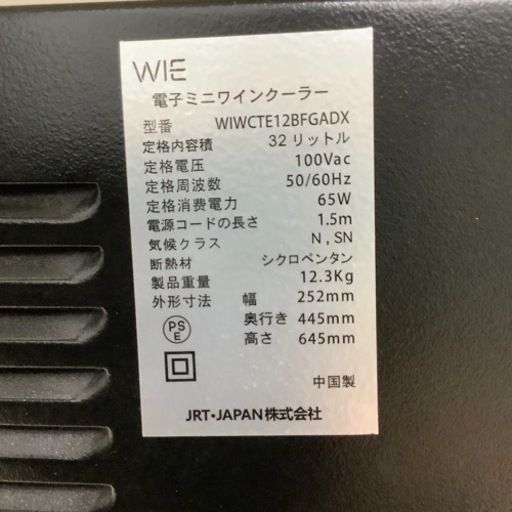 WIE
電子ミニワインクーラー
型番 WIWCTE12BFGADX
定格内容積 32リットル
定格電圧 100Vac
定格周波数 50/60Hz
定格消費電力 65W
電源コードの長さ 1.5m
気候クラス N , SN
断熱材 シクロペンタン
製品重量 12.3Kg
外形寸法 幅 252mm
奥行き 445mm
高さ 645mm
PS
E
中国製
JRT・JAPAN株式会社